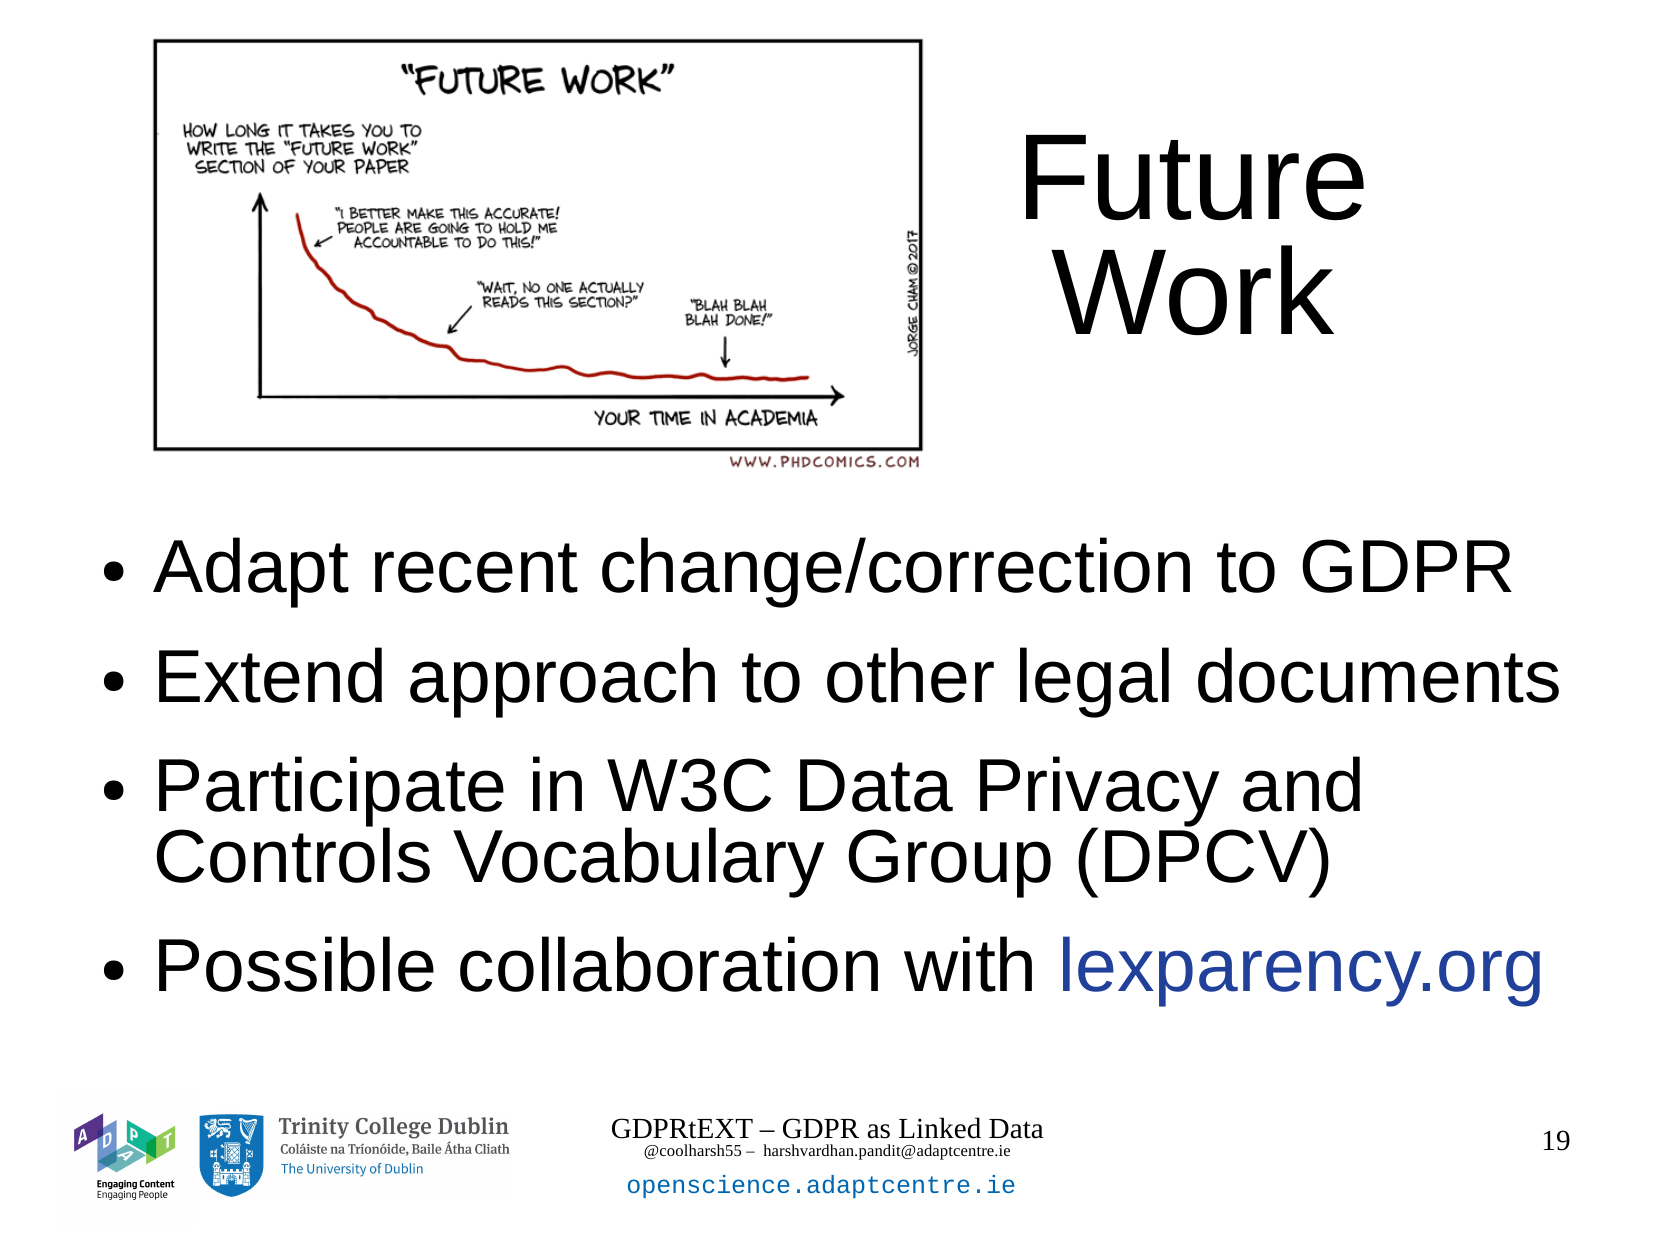 “FUTURE WORK”
HOW LONG IT TAKES YOU TO
WRITE THE “FUTURE WORK”
SECTION OF YOUR PAPER
“I BETTER MAKE THIS ACCURATE!
PEOPLE ARE GOING TO HOLD ME
ACCOUNTABLE TO DO THIS!”
“WAIT, NO ONE ACTUALLY
READS THIS SECTION?”
“BLAH BLAH
BLAH DONE!”
YOUR TIME IN ACADEMIA
JORGE CHAM © 2017
WWW.PHDCOMICS.COM
Future
Work
• Adapt recent change/correction to GDPR
• Extend approach to other legal documents
• Participate in W3C Data Privacy and
Controls Vocabulary Group (DPCV)
• Possible collaboration with lexparency.org
ADAPT
Engaging Content
Engaging People
Trinity College Dublin
Coláiste na Tríonóide, Baile Átha Cliath
The University of Dublin
GDPRtEXT – GDPR as Linked Data
@coolharsh55 – harshvardhan.pandit@adaptcentre.ie
openscience.adaptcentre.ie
19